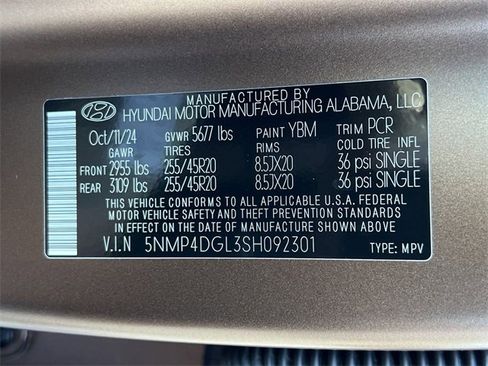 MANUFACTURED BY
HYUNDAI MOTOR MANUFACTURING ALABAMA, LLC
Oct/11/24 GVWR 5677 lbs PAINT YBM TRIM PCR
GAWR TIRES RIMS COLD TIRE INFL
FRONT 2955 lbs 255/45R20 8.5JX20 36 psi SINGLE
REAR 3109 lbs 255/45R20 8.5JX20 36 psi SINGLE
THIS VEHICLE CONFORMS TO ALL APPLICABLE U.S.A. FEDERAL
MOTOR VEHICLE SAFETY, BUMPER, AND THEFT PREVENTION
STANDARDS IN EFFECT ON THE DATE OF MANUFACTURE SHOWN ABOVE
V.I.N 5NMP4DGL3SH092301 TYPE: MPV